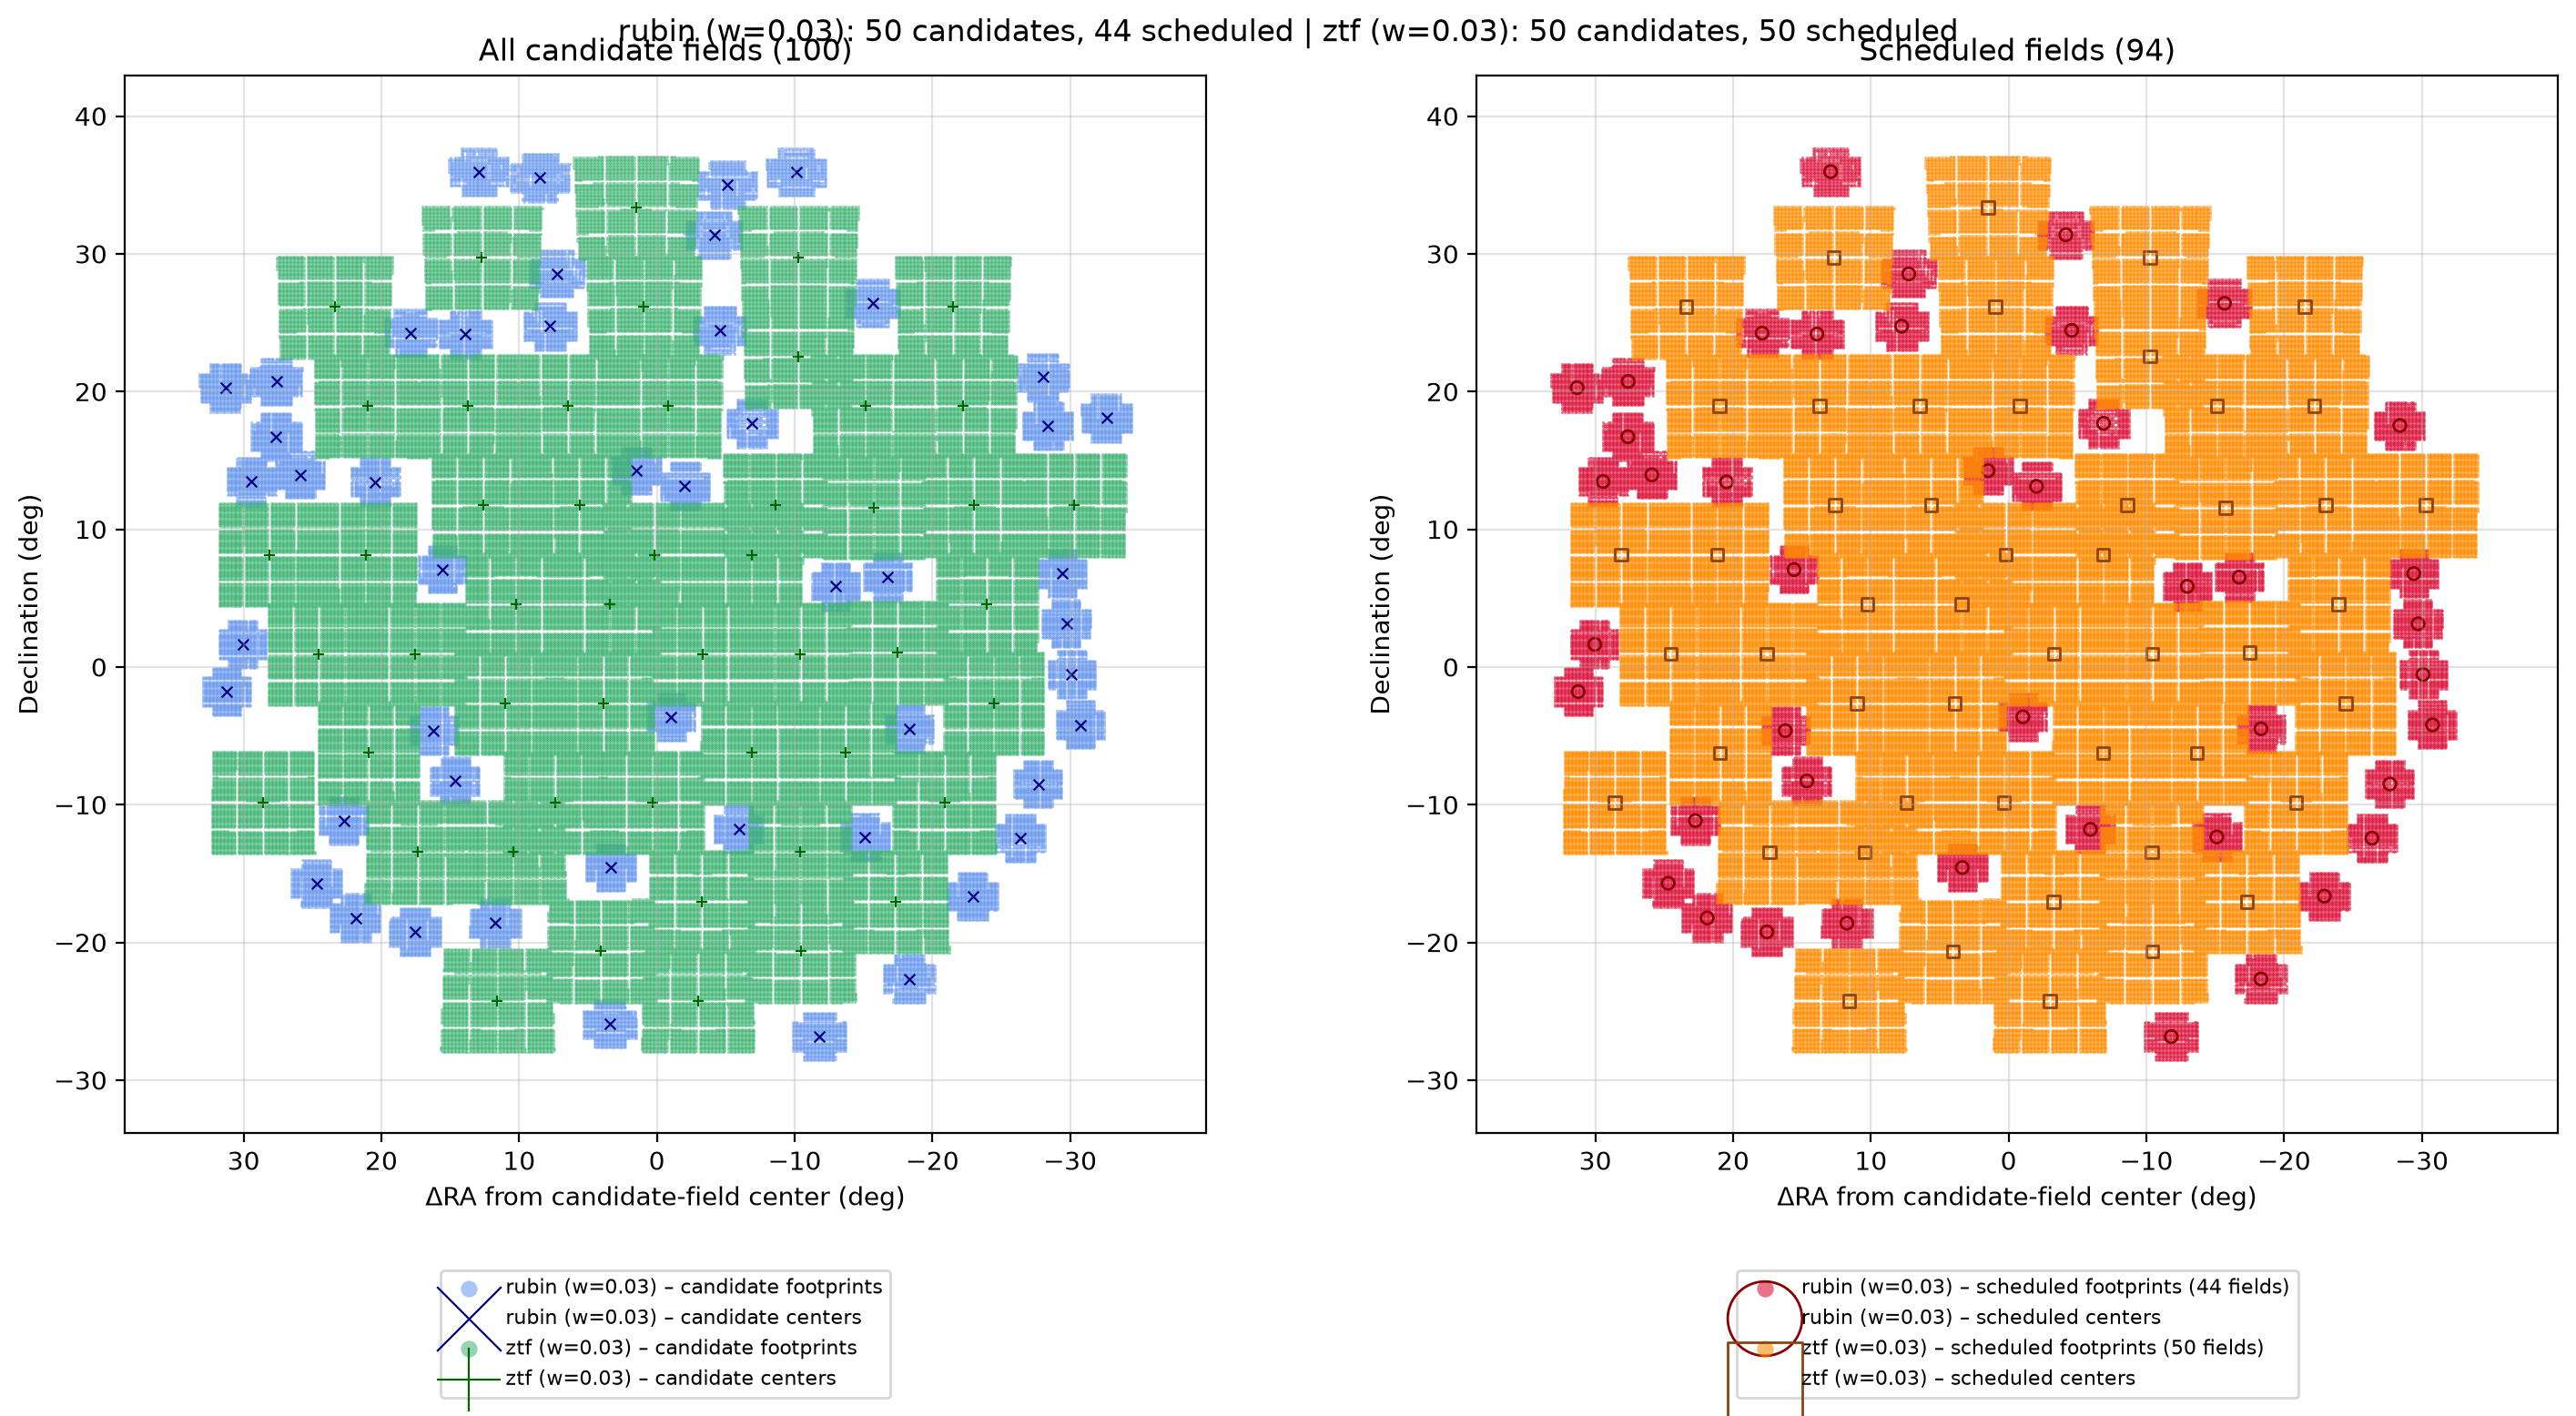 rubin (w=0.03): 50 candidates, 44 scheduled | ztf (w=0.03): 50 candidates, 50 scheduled
All candidate fields (100)
Scheduled fields (94)
Declination (deg)
40
30
20
10
0
−10
−20
−30
30
20
10
0
−10
−20
−30
ΔRA from candidate-field center (deg)
rubin (w=0.03) – candidate footprints
rubin (w=0.03) – candidate centers
ztf (w=0.03) – candidate footprints
ztf (w=0.03) – candidate centers
Declination (deg)
40
30
20
10
0
−10
−20
−30
30
20
10
0
−10
−20
−30
ΔRA from candidate-field center (deg)
rubin (w=0.03) – scheduled footprints (44 fields)
rubin (w=0.03) – scheduled centers
ztf (w=0.03) – scheduled footprints (50 fields)
ztf (w=0.03) – scheduled centers